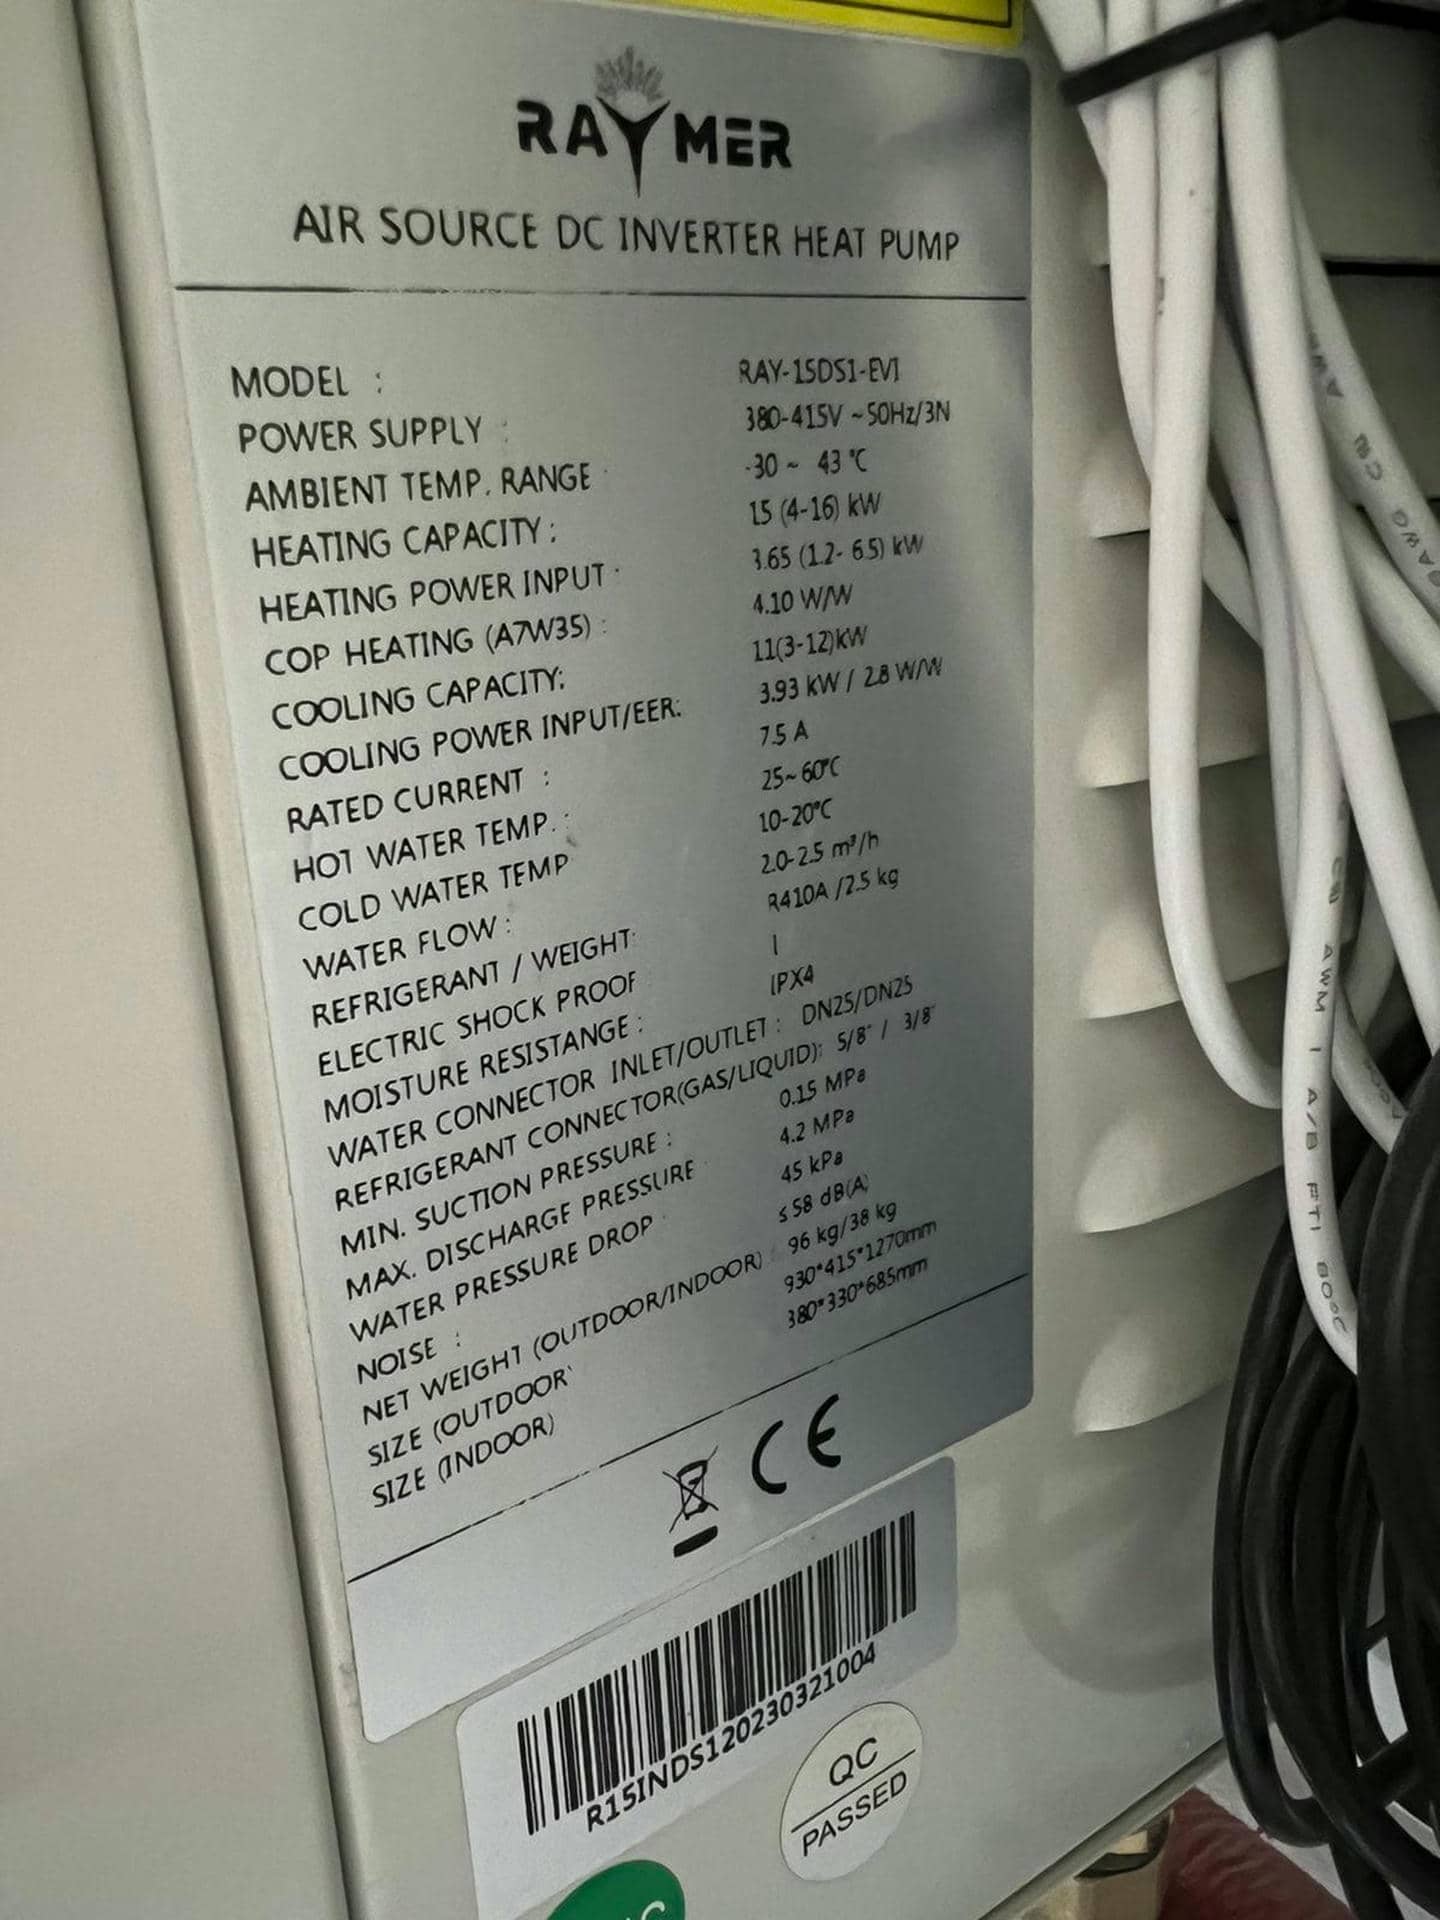 RAYMER
AIR SOURCE DC INVERTER HEAT PUMP
MODEL : RAY-15DS1-EVI
POWER SUPPLY : 380-415V ~ 50Hz/3N
AMBIENT TEMP. RANGE -30 ~ 43 ℃
HEATING CAPACITY: 15 (4-16) kW
HEATING POWER INPUT : 3.65 (1.2- 6.5) kW
COP HEATING (A7W35) : 4.10 W/W
COOLING CAPACITY: 11(3-12)kW
COOLING POWER INPUT/EER: 3.93 kW / 2.8 W/W
RATED CURRENT : 7.5 A
HOT WATER TEMP. : 25~ 60℃
COLD WATER TEMP 10-20℃
WATER FLOW : 2.0-2.5 m³/h
REFRIGERANT / WEIGHT: R410A /2.5 kg
ELECTRIC SHOCK PROOF I
MOISTURE RESISTANGE : IPX4
WATER CONNECTOR INLET/OUTLET : DN25/DN25
REFRIGERANT CONNECTOR(GAS/LIQUID): 5/8" / 3/8"
MIN. SUCTION PRESSURE : 0.15 MPa
MAX. DISCHARGE PRESSURE 4.2 MPa
WATER PRESSURE DROP 45 kPa
NOISE : ≤ 58 dB(A)
NET WEIGHT (OUTDOOR/INDOOR) : 96 kg/38 kg
SIZE (OUTDOOR) 930*415*1270mm
SIZE (INDOOR) 380*330*685mm
CE
R15INDS120230321004
QC
PASSED
AWM I A/B FT1 80℃